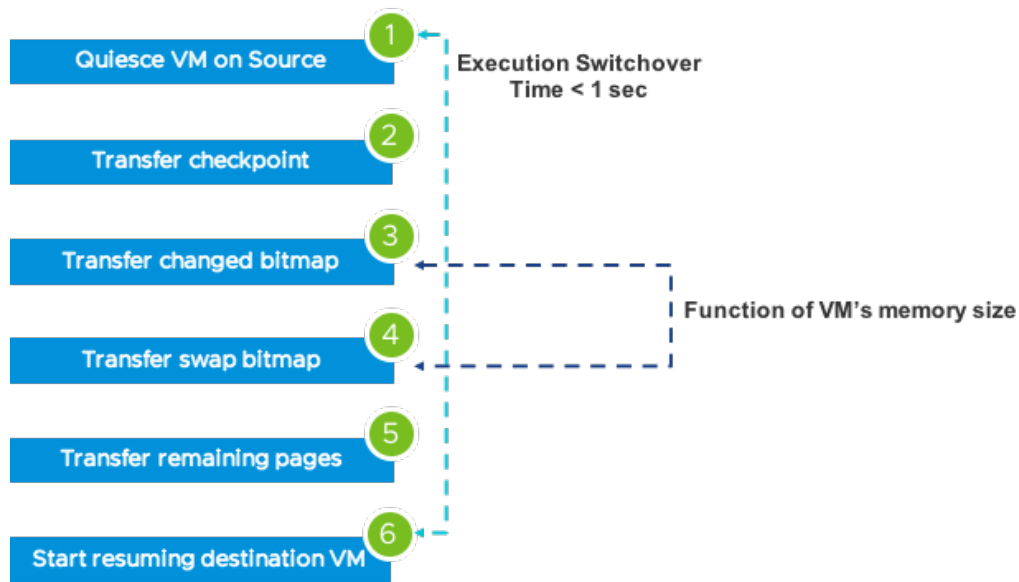 1
Quiesce VM on Source
Execution Switchover
Time < 1 sec
2
Transfer checkpoint
3
Transfer changed bitmap
Function of VM's memory size
4
Transfer swap bitmap
5
Transfer remaining pages
6
Start resuming destination VM